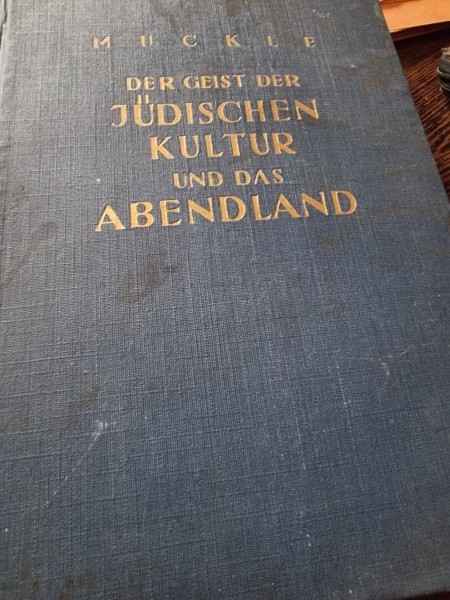 MUCKLE
DER GEIST DER
JÜDISCHEN
KULTUR
UND DAS
ABENDLAND